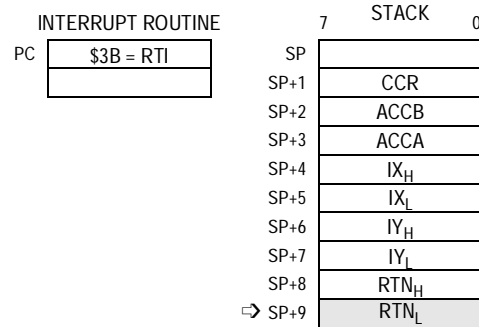 INTERRUPT ROUTINE
PC $3B = RTI
STACK
7 0
SP
SP+1 CCR
SP+2 ACCB
SP+3 ACCA
SP+4 IXH
SP+5 IXL
SP+6 IYH
SP+7 IYL
SP+8 RTNH
➩ SP+9 RTNL